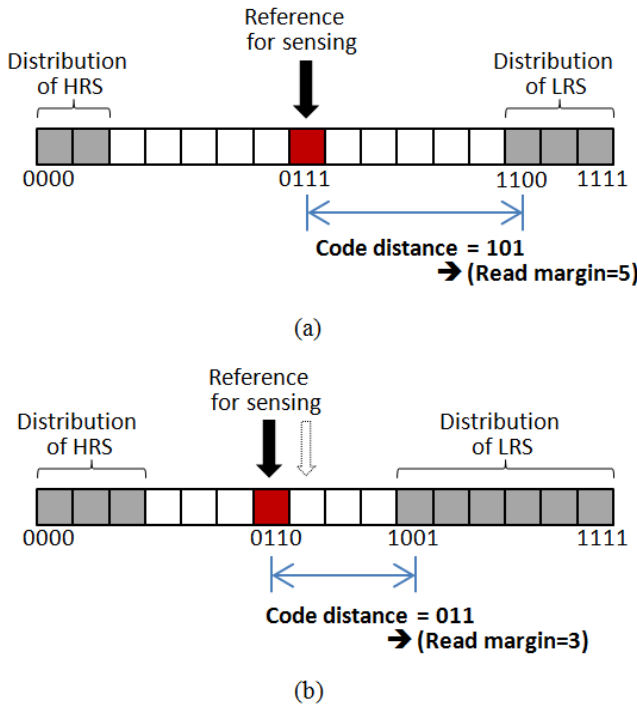 Reference
for sensing
Distribution
of HRS
Distribution
of LRS
0000
0111
1100
1111
Code distance = 101
➔ (Read margin=5)
(a)
Reference
for sensing
Distribution
of HRS
Distribution
of LRS
0000
0110
1001
1111
Code distance = 011
➔ (Read margin=3)
(b)